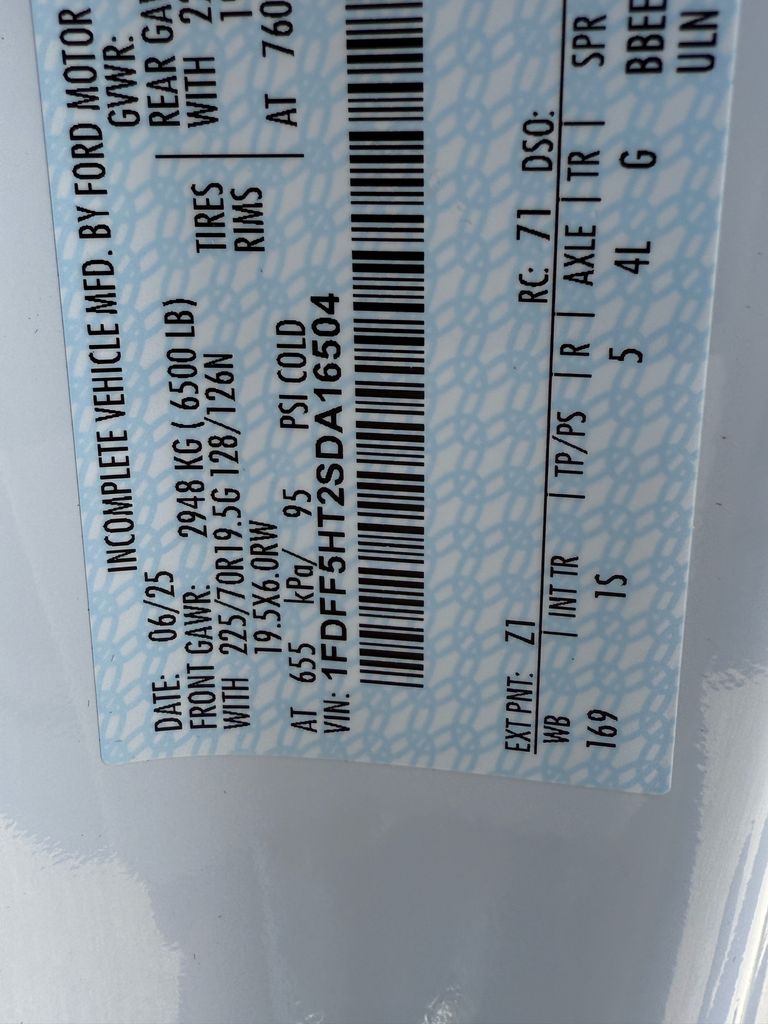 INCOMPLETE VEHICLE MFD. BY FORD MOTOR
DATE: 06/25 GVWR:
FRONT GAWR: 2948 KG ( 6500 LB)
WITH 225/70R19.5G 128/126N TIRES WITH
19.5X6.0RW RIMS
AT 655 kPa/ 95 PSI COLD AT 760
VIN: 1FDFF5HT2SDA16504
EXT PNT: Z1 RC: 71 DSO:
WB | INT TR | TP/PS | R | AXLE | TR | SPR
169 1S 5 4L G
ULN